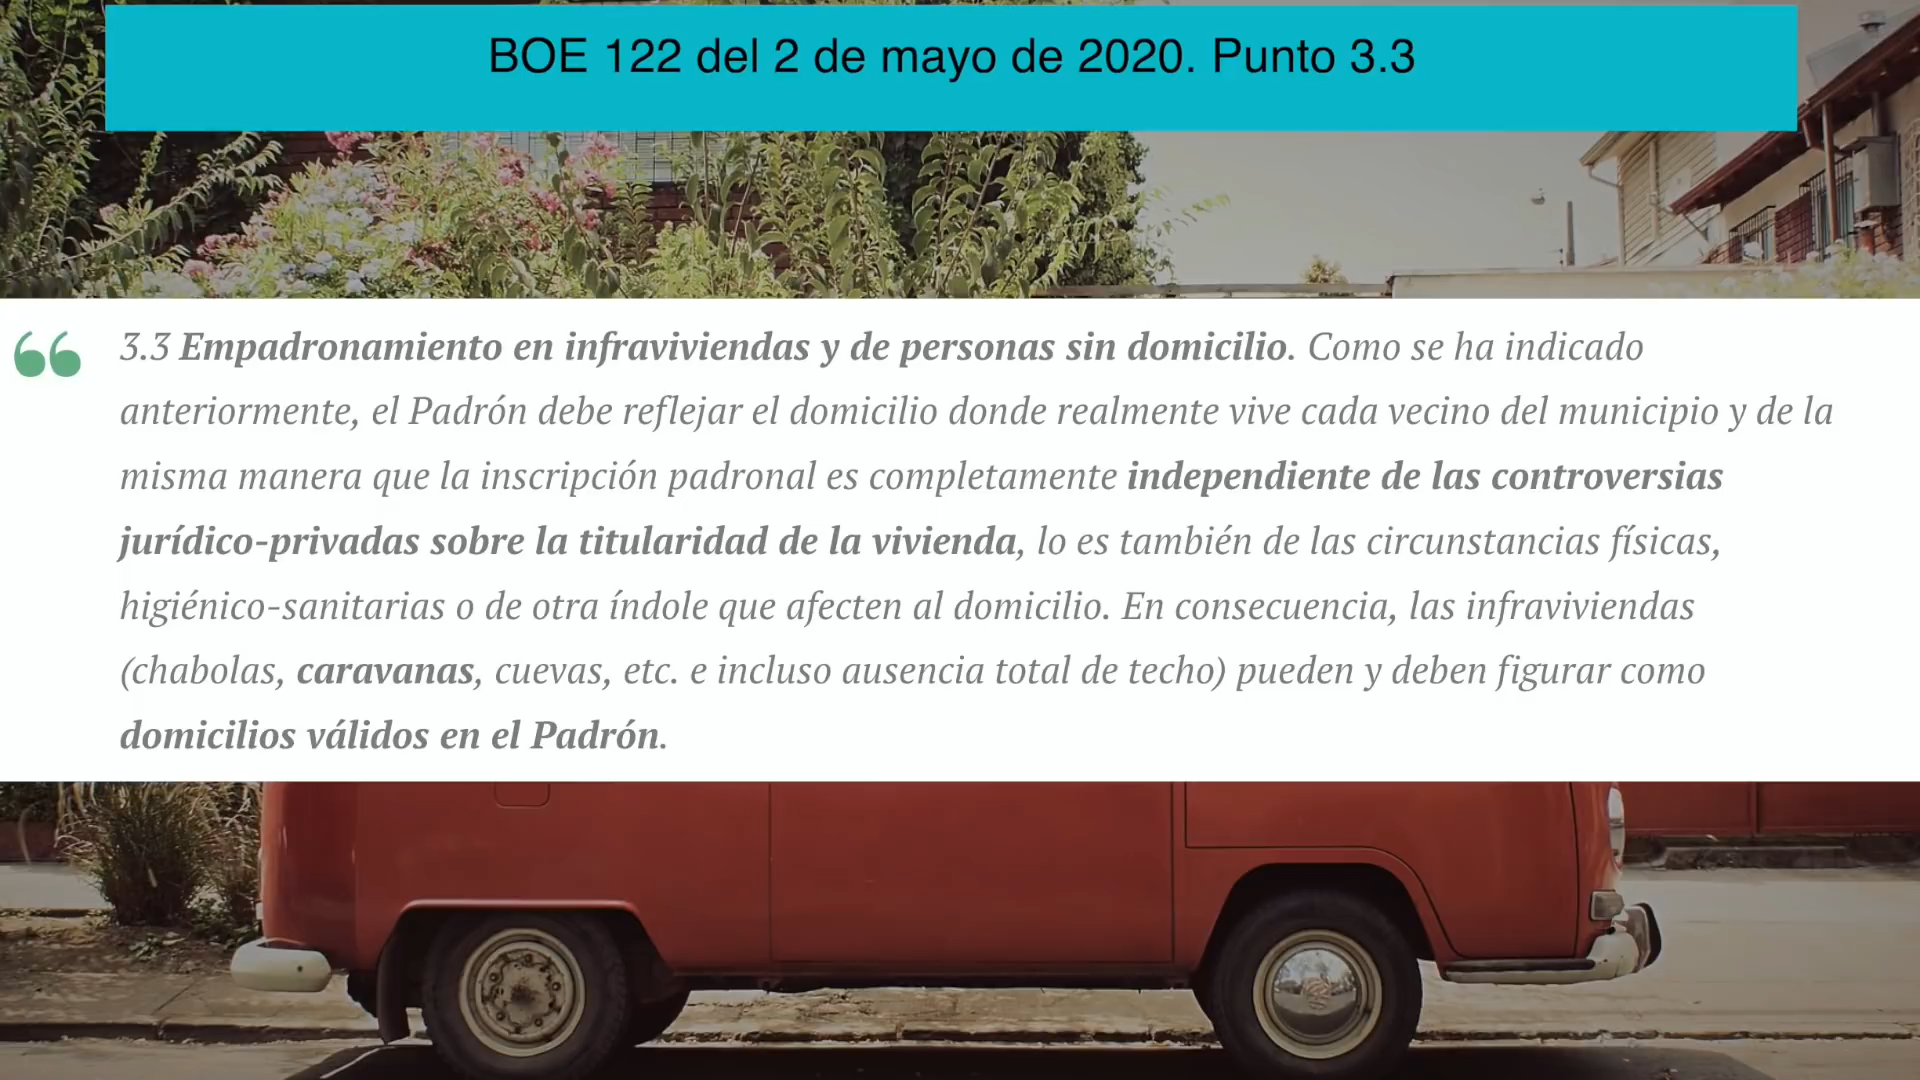 BOE 122 del 2 de mayo de 2020. Punto 3.3
3.3 Empadronamiento en infraviviendas y de personas sin domicilio. Como se ha indicado
anteriormente, el Padrón debe reflejar el domicilio donde realmente vive cada vecino del municipio y de la
misma manera que la inscripción padronal es completamente independiente de las controversias
jurídico-privadas sobre la titularidad de la vivienda, lo es también de las circunstancias físicas,
higiénico-sanitarias o de otra índole que afecten al domicilio. En consecuencia, las infraviviendas
(chabolas, caravanas, cuevas, etc. e incluso ausencia total de techo) pueden y deben figurar como
domicilios válidos en el Padrón.